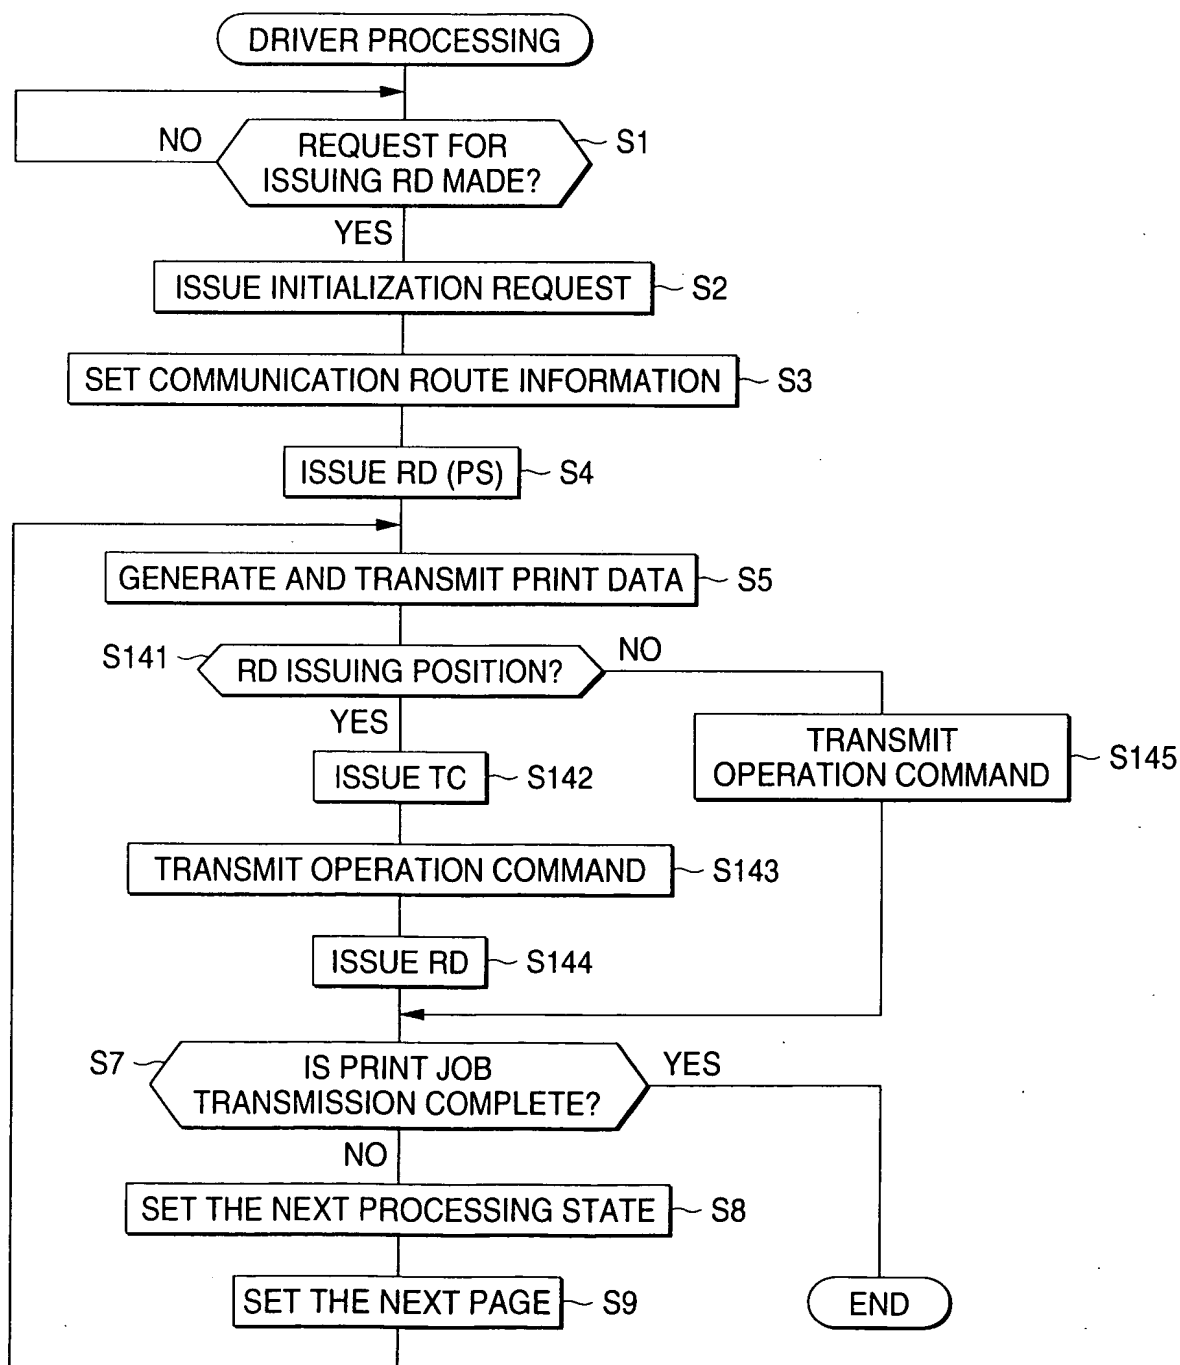 DRIVER PROCESSING
NO
REQUEST FOR
ISSUING RD MADE?
S1
YES
ISSUE INITIALIZATION REQUEST
S2
SET COMMUNICATION ROUTE INFORMATION
S3
ISSUE RD (PS)
S4
GENERATE AND TRANSMIT PRINT DATA
S5
S141
RD ISSUING POSITION?
NO
YES
TRANSMIT
OPERATION COMMAND
S145
ISSUE TC
S142
TRANSMIT OPERATION COMMAND
S143
ISSUE RD
S144
S7
IS PRINT JOB
TRANSMISSION COMPLETE?
YES
NO
SET THE NEXT PROCESSING STATE
S8
SET THE NEXT PAGE
S9
END